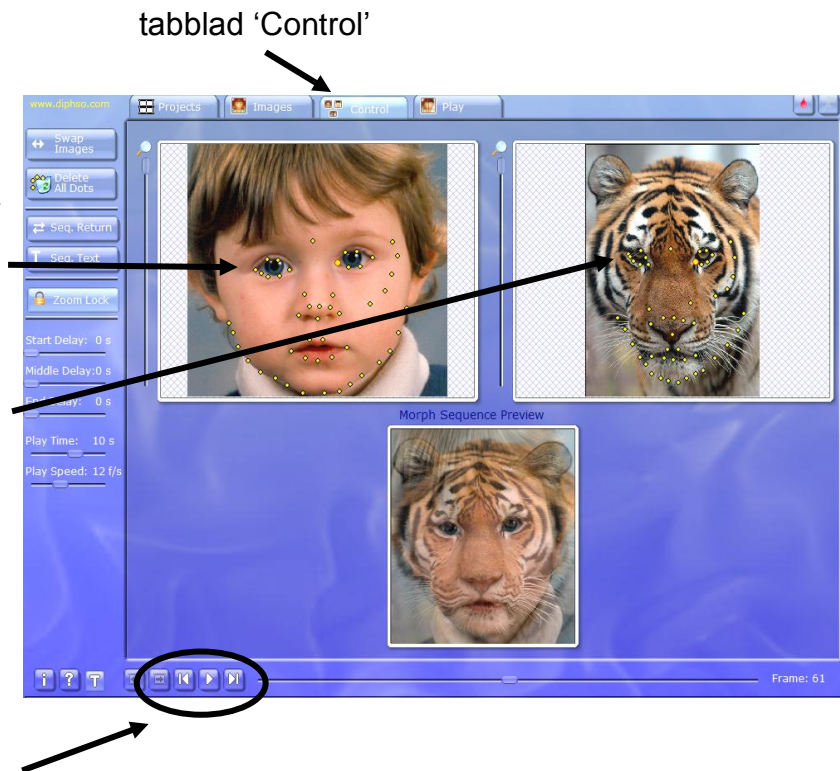 tabblad ‘Control’
www.diphso.com
Projects
Images
Control
Play
Swap
Images
Delete
All Dots
Seq. Return
T Seq. Text
Zoom Lock
Start Delay: 0 s
Middle Delay:0 s
End Delay: 0 s
Play Time: 10 s
Play Speed: 12 f/s
Morph Sequence Preview
i ? T
Frame: 61